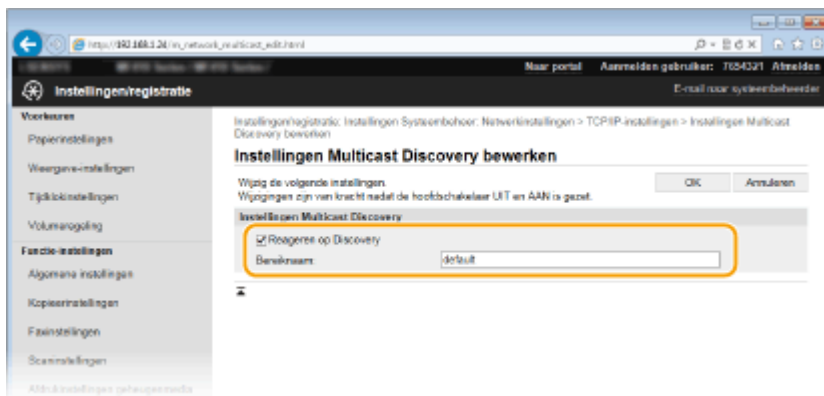 http://192.168.1.24/m_network_multicast_edit.html
Naar portal Aanmelden gebruiker: 7654321 Afmelden
Instellingen/registratie
E-mail naar systeembeheerder
Voorkeuren
Papierinstellingen
Weergave-instellingen
Tijdklokinstellingen
Volumeregeling
Functie-instellingen
Algemene instellingen
Kopieerinstellingen
Faxinstellingen
Scaninstellingen
Afdrukinstellingen geheugenmedia
Instellingen/registratie: Instellingen Systeembeheer: Netwerkinstellingen > TCP/IP-instellingen > Instellingen Multicast
Discovery bewerken
Instellingen Multicast Discovery bewerken
Wijzig de volgende instellingen.
Wijzigingen zijn van kracht nadat de hoofdschakelaar UIT en AAN is gezet.
OK Annuleren
Instellingen Multicast Discovery
Reageren op Discovery
Bereiknaam: default